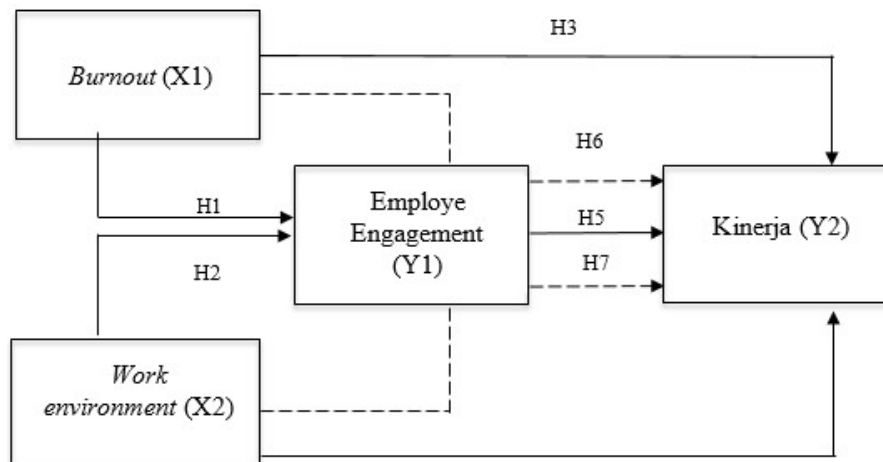 H3
Burnout (X1)
H6
Employe
Engagement
(Y1)
H1
H5
Kinerja (Y2)
H2
H7
Work
environment (X2)